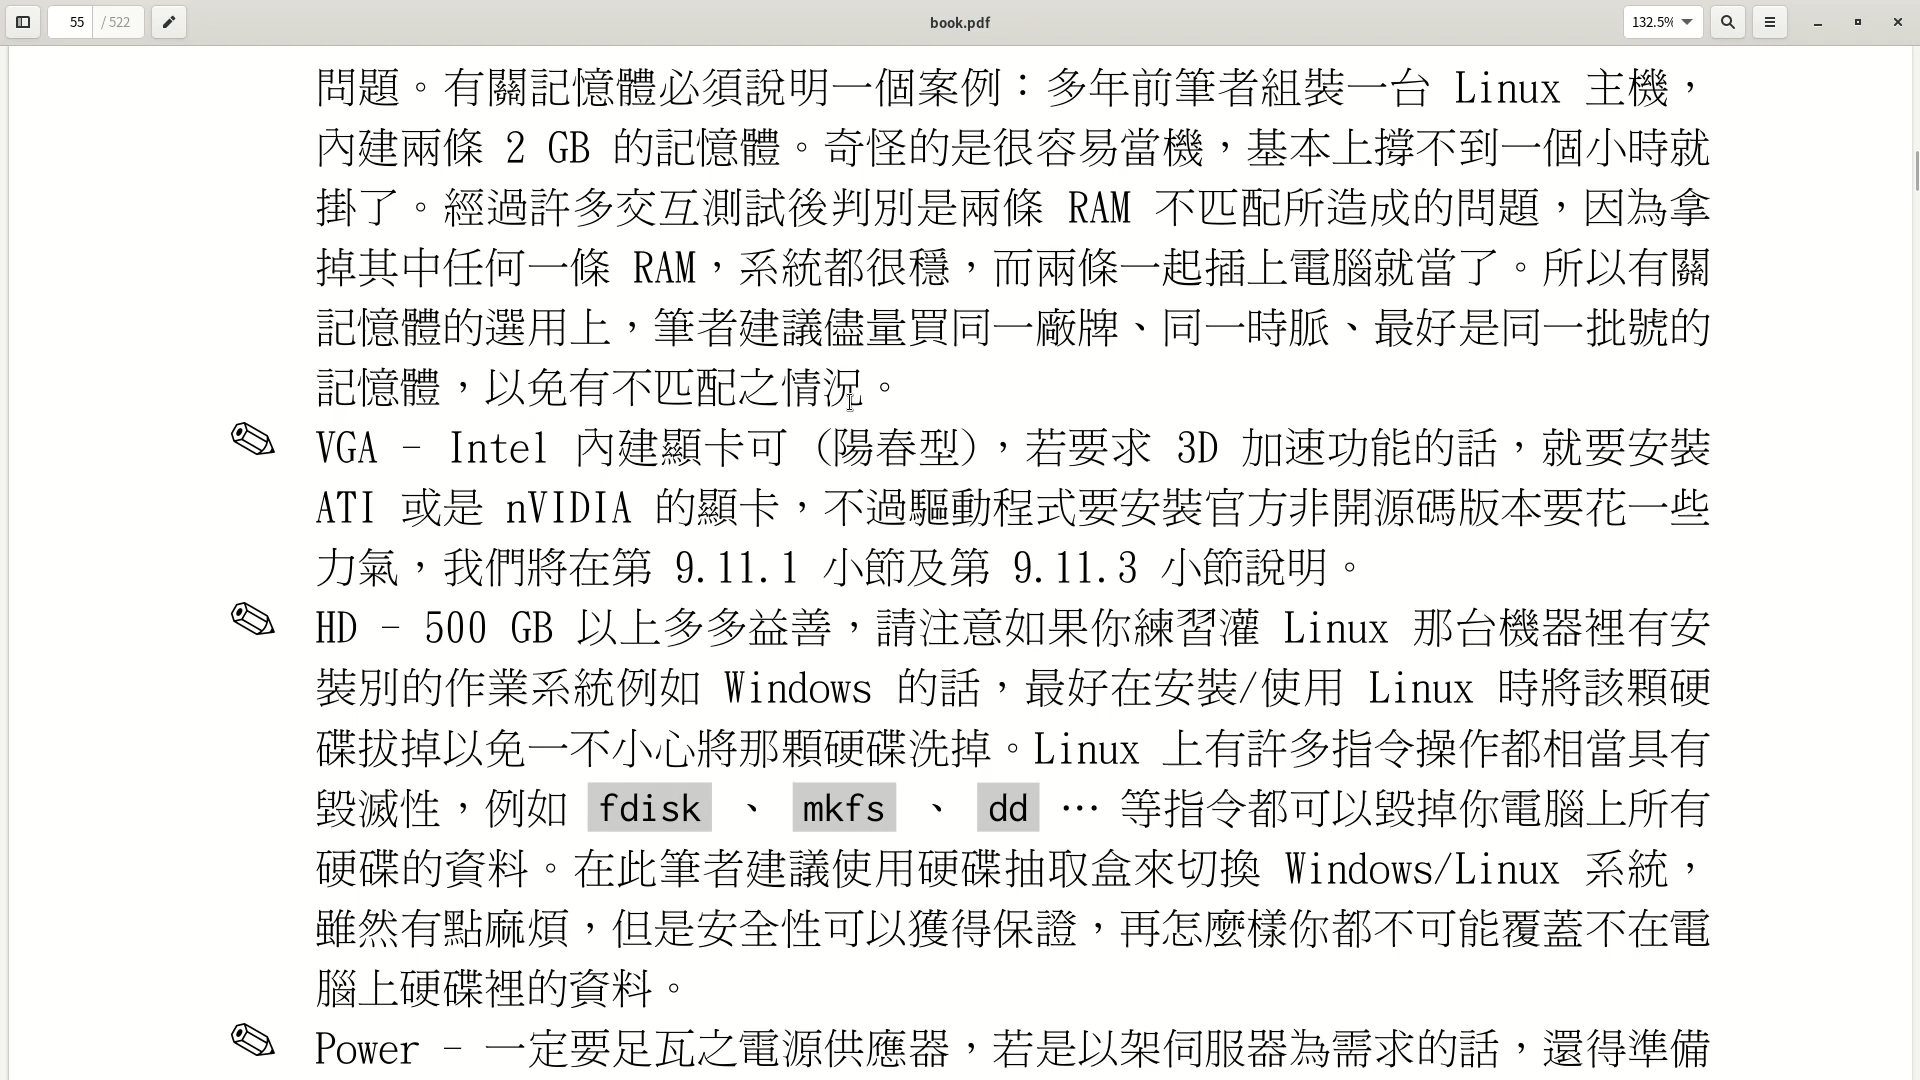 55
/ 522
book.pdf
132.5%
問題。有關記憶體必須說明一個案例：多年前筆者組裝一台 Linux 主機，
內建兩條 2 GB 的記憶體。奇怪的是很容易當機，基本上撐不到一個小時就
掛了。經過許多交互測試後判別是兩條 RAM 不匹配所造成的問題，因為拿
掉其中任何一條 RAM，系統都很穩，而兩條一起插上電腦就當了。所以有關
記憶體的選用上，筆者建議儘量買同一廠牌、同一時脈、最好是同一批號的
記憶體，以免有不匹配之情況。
VGA – Intel 內建顯卡可 (陽春型)，若要求 3D 加速功能的話，就要安裝
ATI 或是 nVIDIA 的顯卡，不過驅動程式要安裝官方非開源碼版本要花一些
力氣，我們將在第 9.11.1 小節及第 9.11.3 小節說明。
HD – 500 GB 以上多多益善，請注意如果你練習灌 Linux 那台機器裡有安
裝別的作業系統例如 Windows 的話，最好在安裝/使用 Linux 時將該顆硬
碟拔掉以免一不小心將那顆硬碟洗掉。Linux 上有許多指令操作都相當具有
毀滅性，例如 fdisk 、 mkfs 、 dd … 等指令都可以毀掉你電腦上所有
硬碟的資料。在此筆者建議使用硬碟抽取盒來切換 Windows/Linux 系統，
雖然有點麻煩，但是安全性可以獲得保證，再怎麼樣你都不可能覆蓋不在電
腦上硬碟裡的資料。
Power – 一定要足瓦之電源供應器，若是以架伺服器為需求的話，還得準備